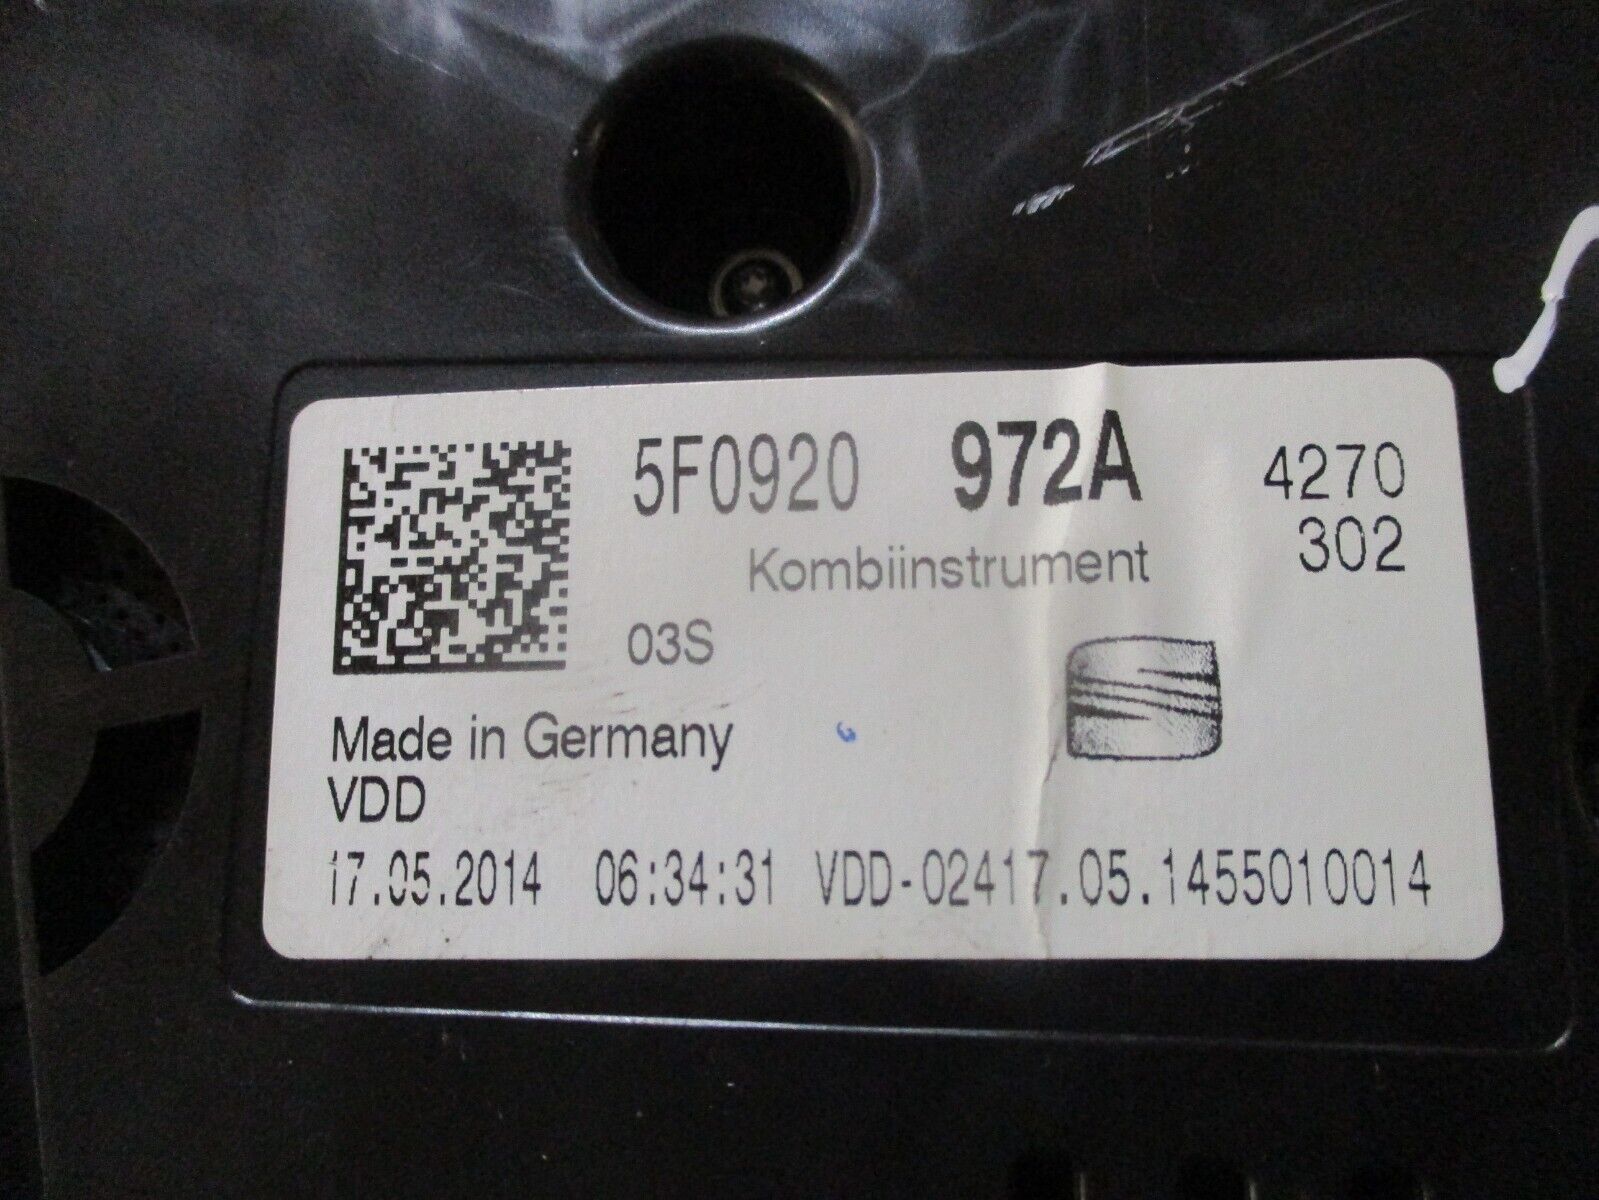 5F0920 972A 4270
302
Kombiinstrument
03S
Made in Germany
VDD
17.05.2014 06:34:31 VDD-02417.05.1455010014